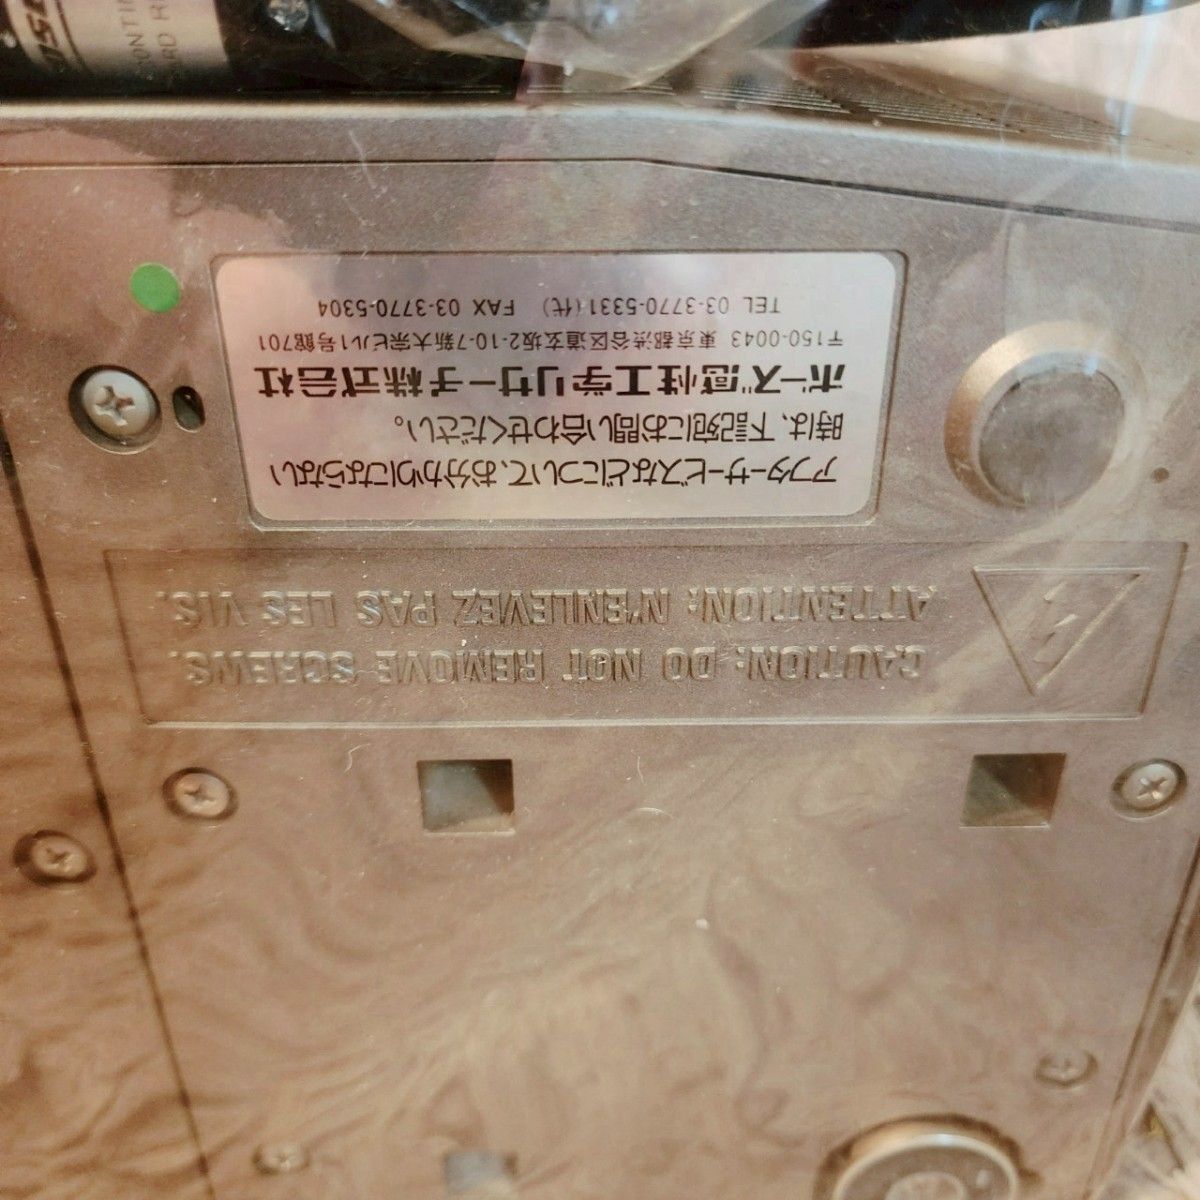 アフターサービスなどについて、お分かりにならない
時は、下記宛にお問い合わせください。
ボーズ感性工学リサーチ株式会社
〒150-0043 東京都渋谷区道玄坂2-10-7新大宗ビル1号館701
TEL 03-3770-5331(代) FAX 03-3770-5304
CAUTION: DO NOT REMOVE SCREWS.
ATTENTION: N'ENLEVEZ PAS LES VIS.